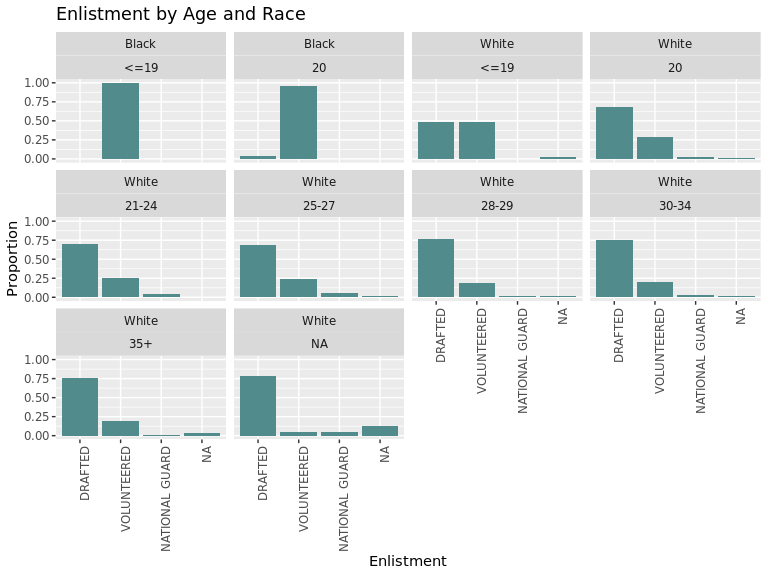 Enlistment by Age and Race
Black
Black
White
White
<=19
20
<=19
20
1.00
0.75
0.50
0.25
0.00
White
White
White
White
21-24
25-27
28-29
30-34
1.00
0.75
0.50
0.25
0.00
White
White
35+
NA
1.00
0.75
0.50
0.25
0.00
Proportion
DRAFTED
VOLUNTEERED
NATIONAL GUARD
NA
DRAFTED
VOLUNTEERED
NATIONAL GUARD
NA
DRAFTED
VOLUNTEERED
NATIONAL GUARD
NA
DRAFTED
VOLUNTEERED
NATIONAL GUARD
NA
Enlistment